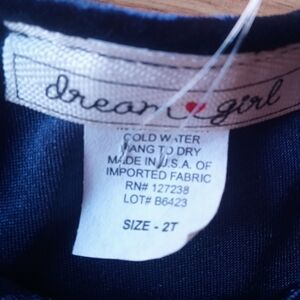 dream girl
COLD WATER
HANG TO DRY
MADE IN U.S.A. OF
IMPORTED FABRIC
RN# 127238
LOT# B6423
SIZE - 2T